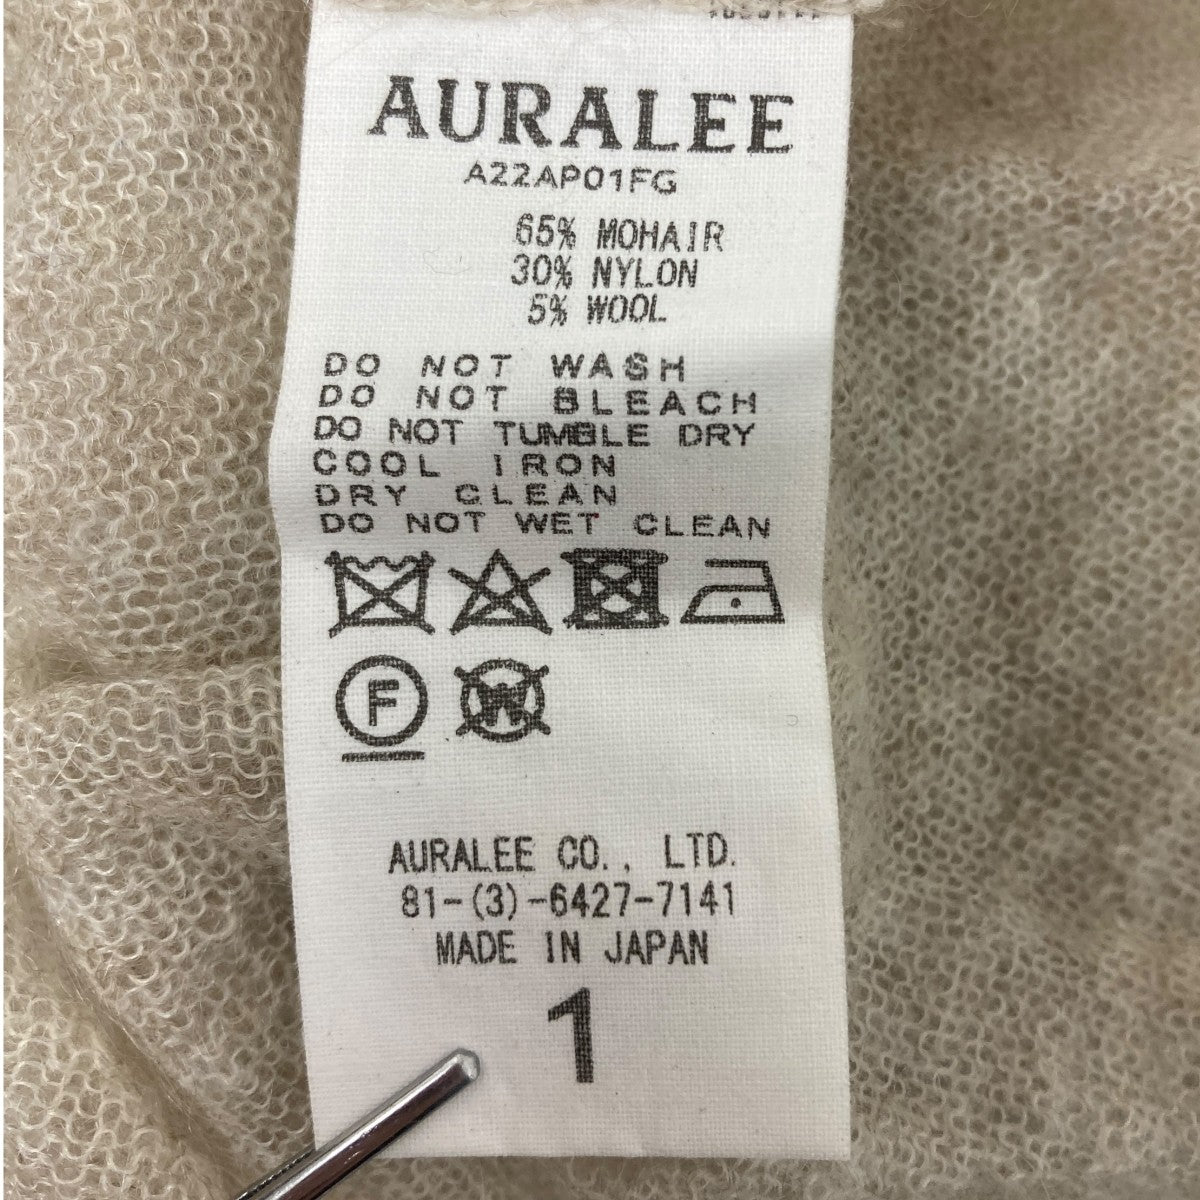 AURALEE
A22AP01FG
65% MOHAIR
30% NYLON
5% WOOL
DO NOT WASH
DO NOT BLEACH
DO NOT TUMBLE DRY
COOL IRON
DRY CLEAN
DO NOT WET CLEAN
F W
AURALEE CO., LTD.
81-(3)-6427-7141
MADE IN JAPAN
1